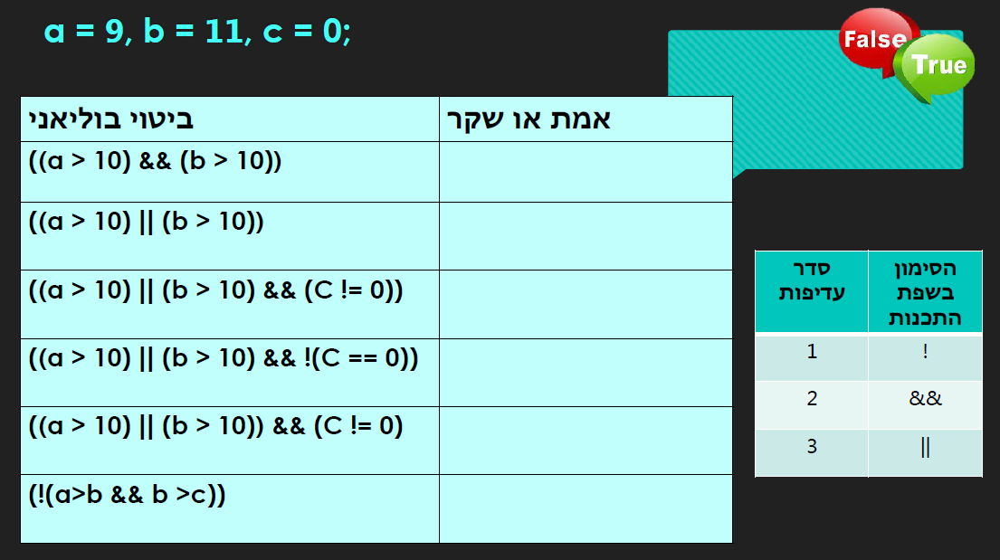 a = 9, b = 11, c = 0;
False
True
ביטוי בוליאני
אמת או שקר
((a > 10) && (b > 10))
((a > 10) || (b > 10))
((a > 10) || (b > 10) && (C != 0))
((a > 10) || (b > 10) && !(C == 0))
((a > 10) || (b > 10)) && (C != 0)
(!(a>b && b >c))
סדר
עדיפות
הסימון
בשפת
התכנות
1
!
2
&&
3
||